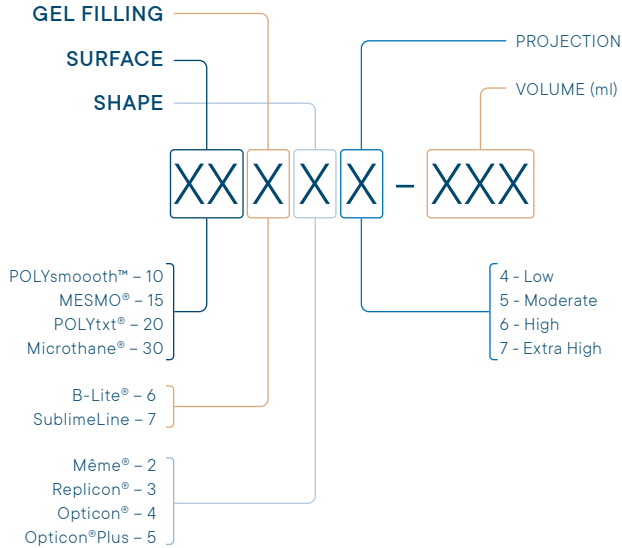 GEL FILLING
SURFACE
SHAPE
PROJECTION
VOLUME (ml)
XX X X X – XXX
POLYsmoooth™ – 10
MESMO® – 15
POLYtxt® – 20
Microthane® – 30
4 - Low
5 - Moderate
6 - High
7 - Extra High
B-Lite® – 6
SublimeLine – 7
Même® – 2
Replicon® – 3
Opticon® – 4
Opticon®Plus – 5